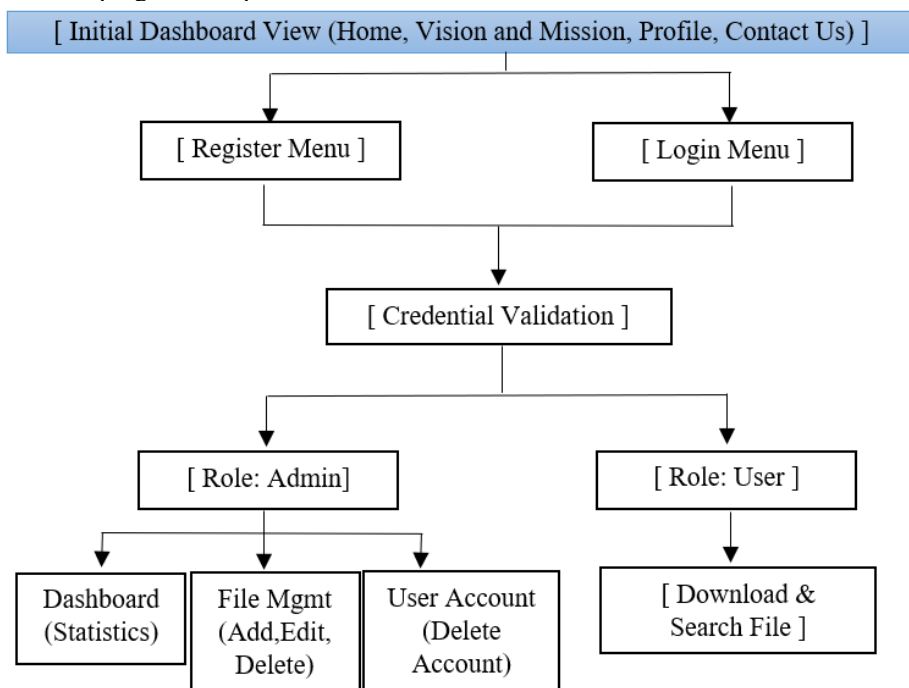 [ Initial Dashboard View (Home, Vision and Mission, Profile, Contact Us) ]
[ Register Menu ]
[ Login Menu ]
[ Credential Validation ]
[ Role: Admin]
[ Role: User ]
Dashboard
(Statistics)
File Mgmt
(Add,Edit,
Delete)
User Account
(Delete
Account)
[ Download &
Search File ]